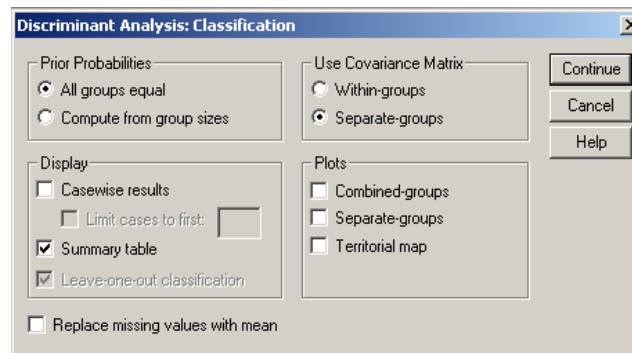 Discriminant Analysis: Classification
Prior Probabilities
All groups equal
Compute from group sizes
Use Covariance Matrix
Within-groups
Separate-groups
Continue
Cancel
Help
Display
Casewise results
Limit cases to first:
Summary table
Leave-one-out classification
Plots
Combined-groups
Separate-groups
Territorial map
Replace missing values with mean